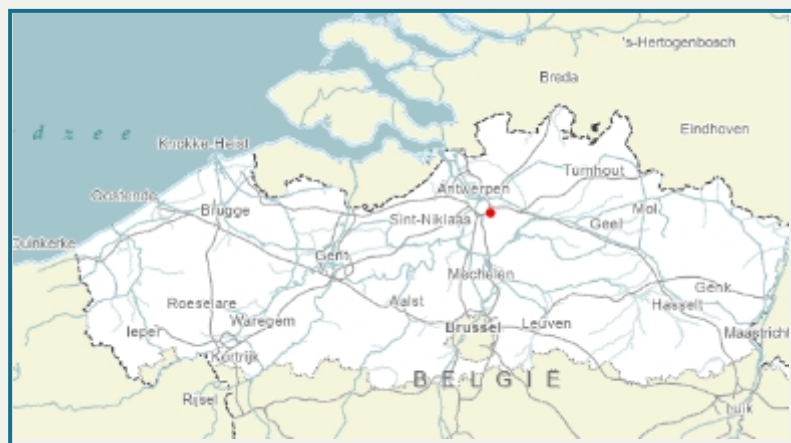 's-Hertogenbosch
Breda
Eindhoven
dzee
Knokke-Heist
Turnhout
Antwerpen
Oostende
Mol
Brugge
Sint-Niklaas
Geel
Duinkerke
Gent
Mechelen
Genk
Roeselare
Aalst
Hasselt
Waregem
Ieper
Brussel
Leuven
Maastricht
Kortrijk
BELGIË
Rijsel
Luik